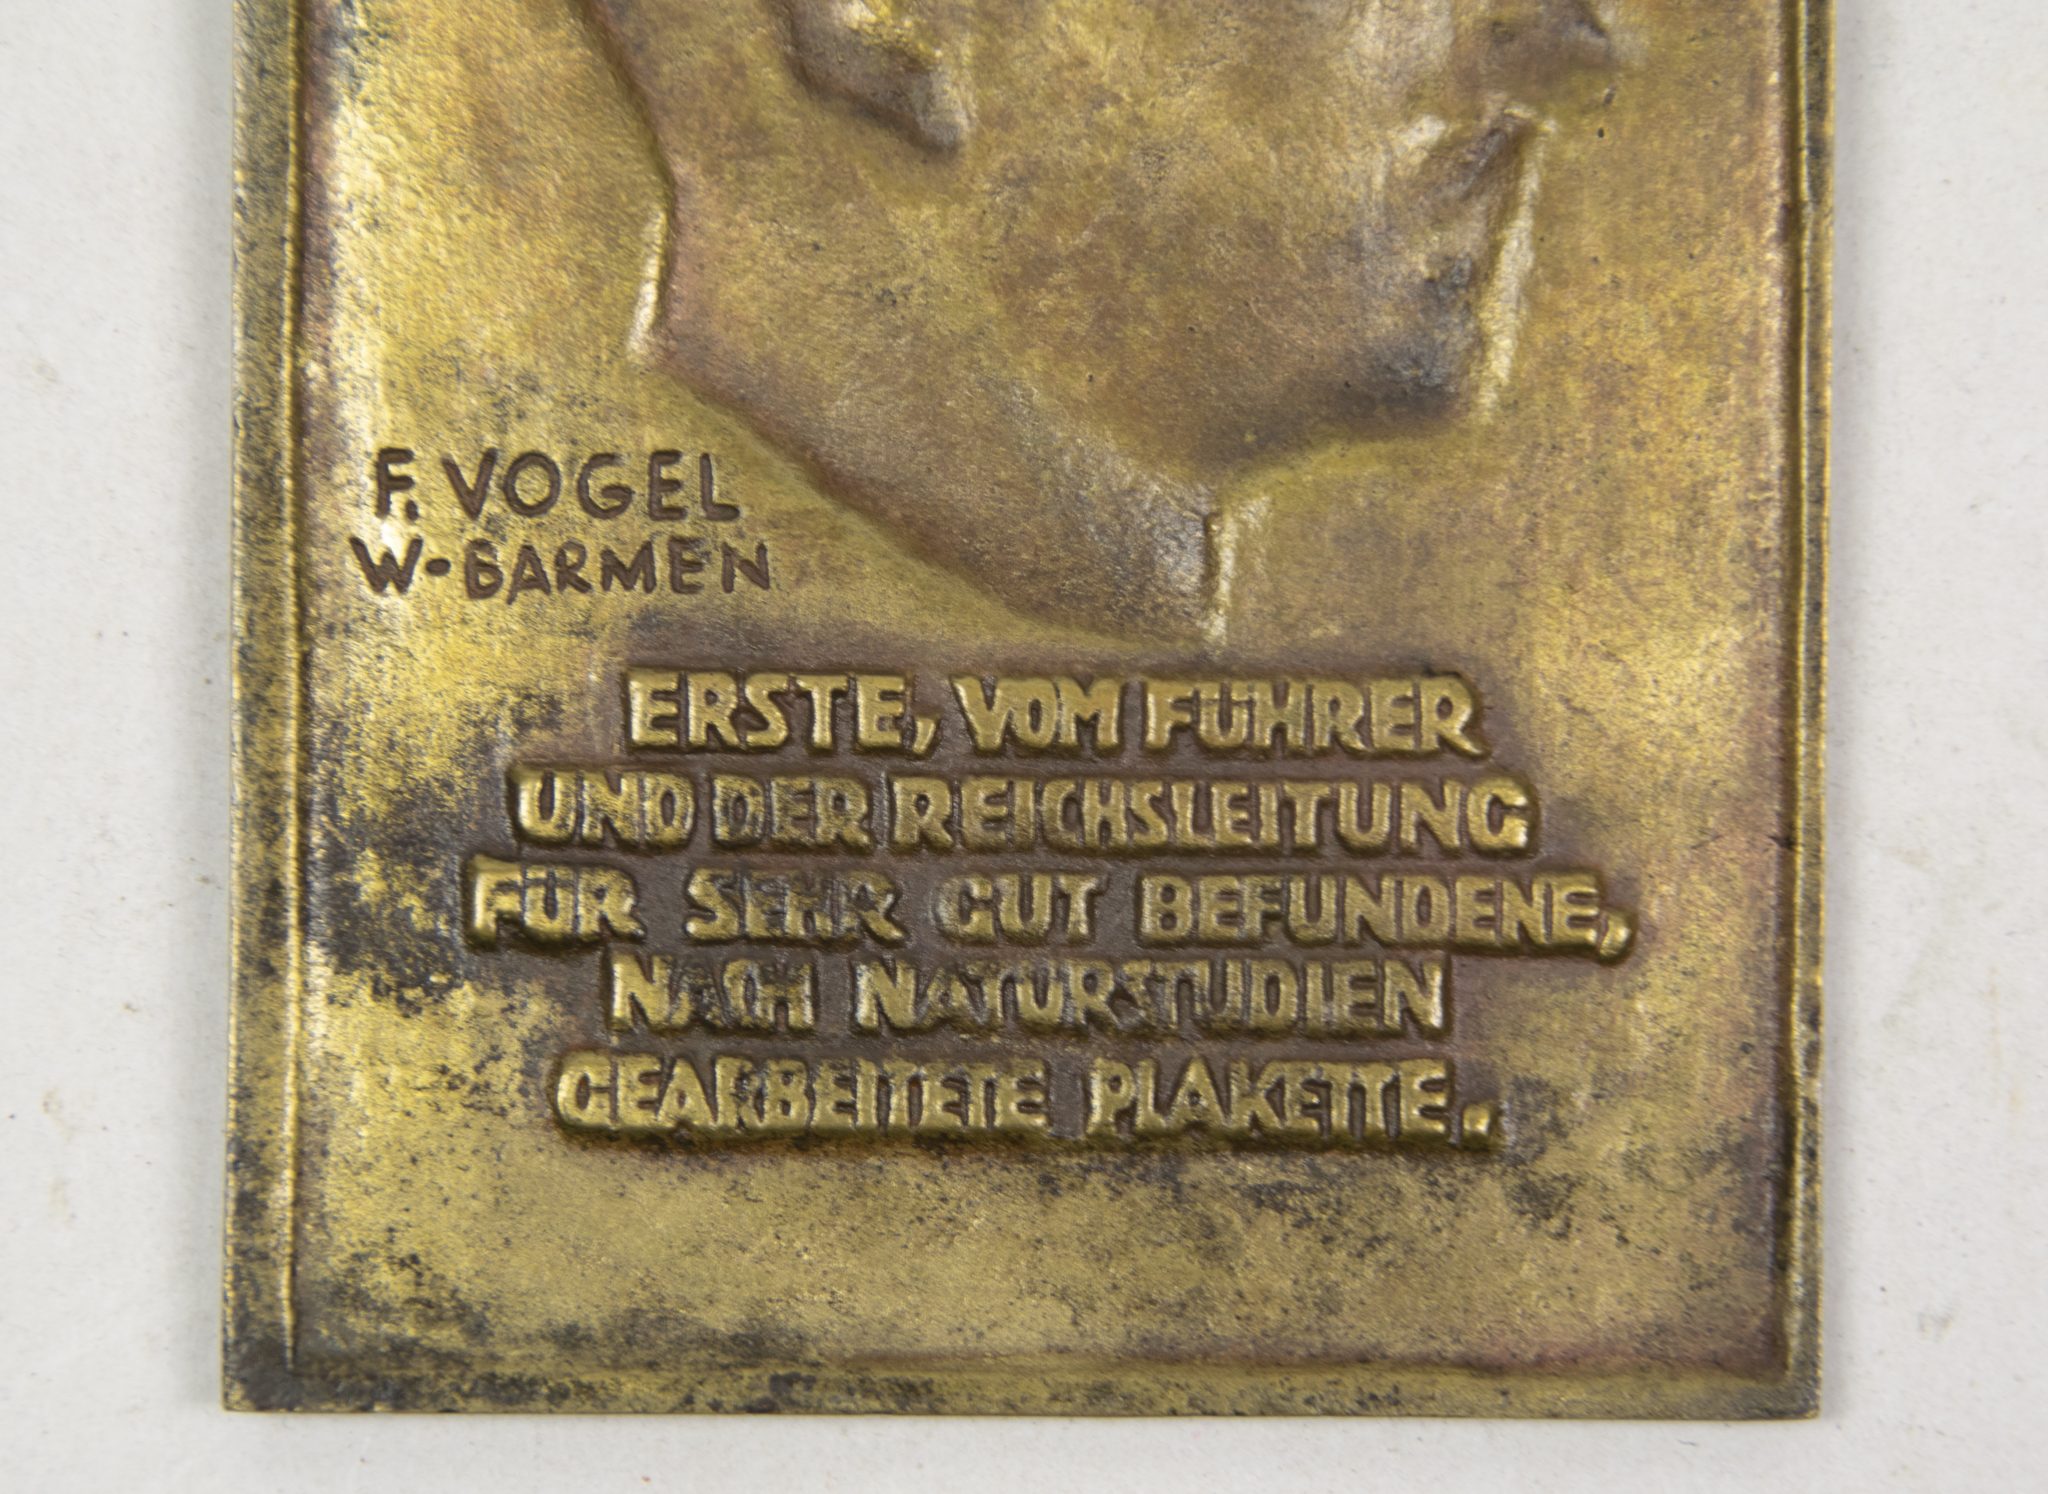 F. VOGEL
W-BARMEN
ERSTE, VOM FÜHRER
UND DER REICHSLEITUNG
FÜR SEHR GUT BEFUNDENE,
NACH NATURSTUDIEN
GEARBEITETE PLAKETTE.